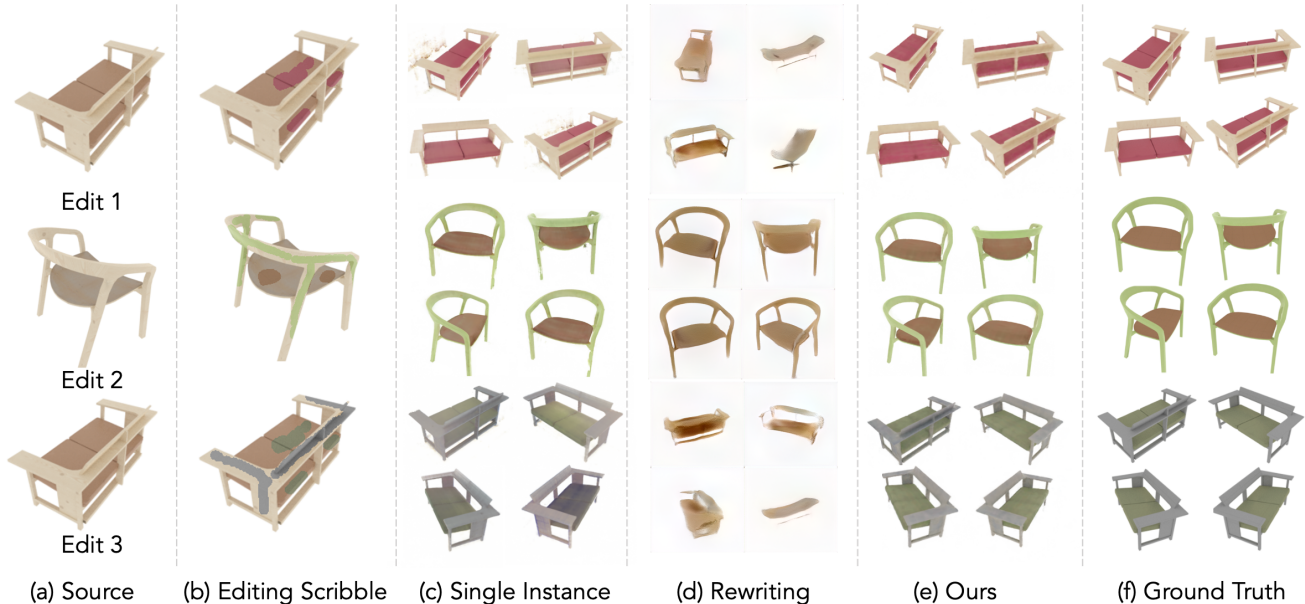 Edit 1
Edit 2
Edit 3
(a) Source
(b) Editing Scribble
(c) Single Instance
(d) Rewriting
(e) Ours
(f) Ground Truth